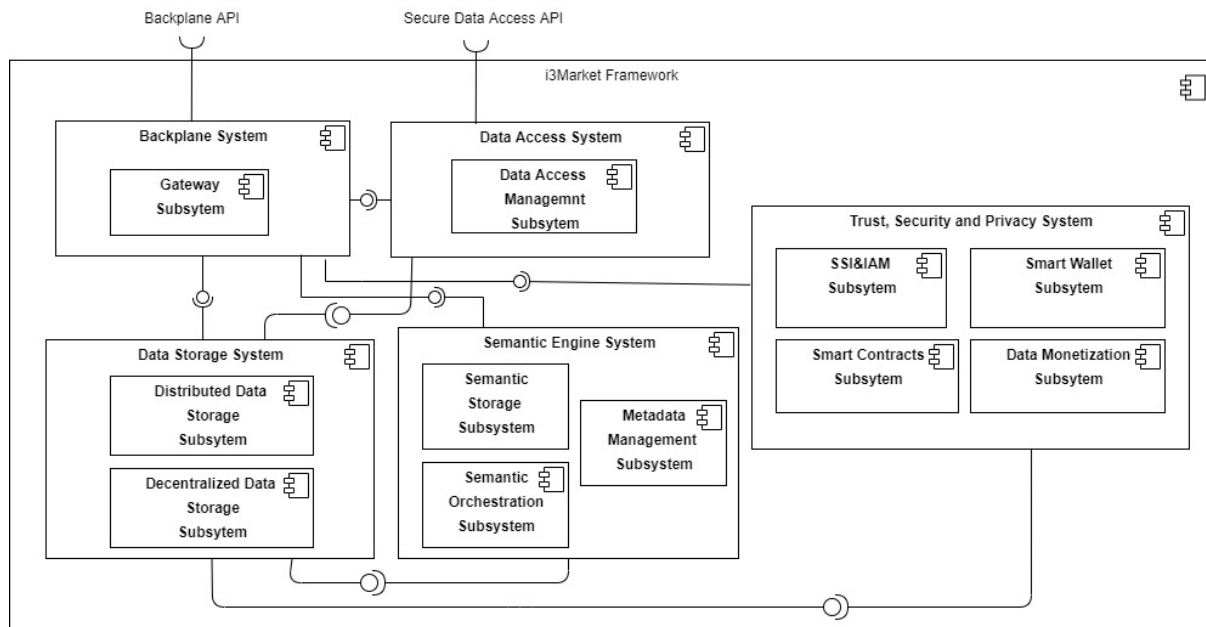 Backplane API
Secure Data Access API
i3Market Framework
Backplane System
Gateway
Subsytem
Data Access System
Data Access
Managemnt
Subsytem
Trust, Security and Privacy System
SSI&IAM
Subsytem
Smart Wallet
Subsytem
Smart Contracts
Subsytem
Data Monetization
Subsytem
Data Storage System
Distributed Data
Storage
Subsytem
Decentralized Data
Storage
Subsytem
Semantic Engine System
Semantic
Storage
Subsystem
Metadata
Management
Subsystem
Semantic
Orchestration
Subsystem